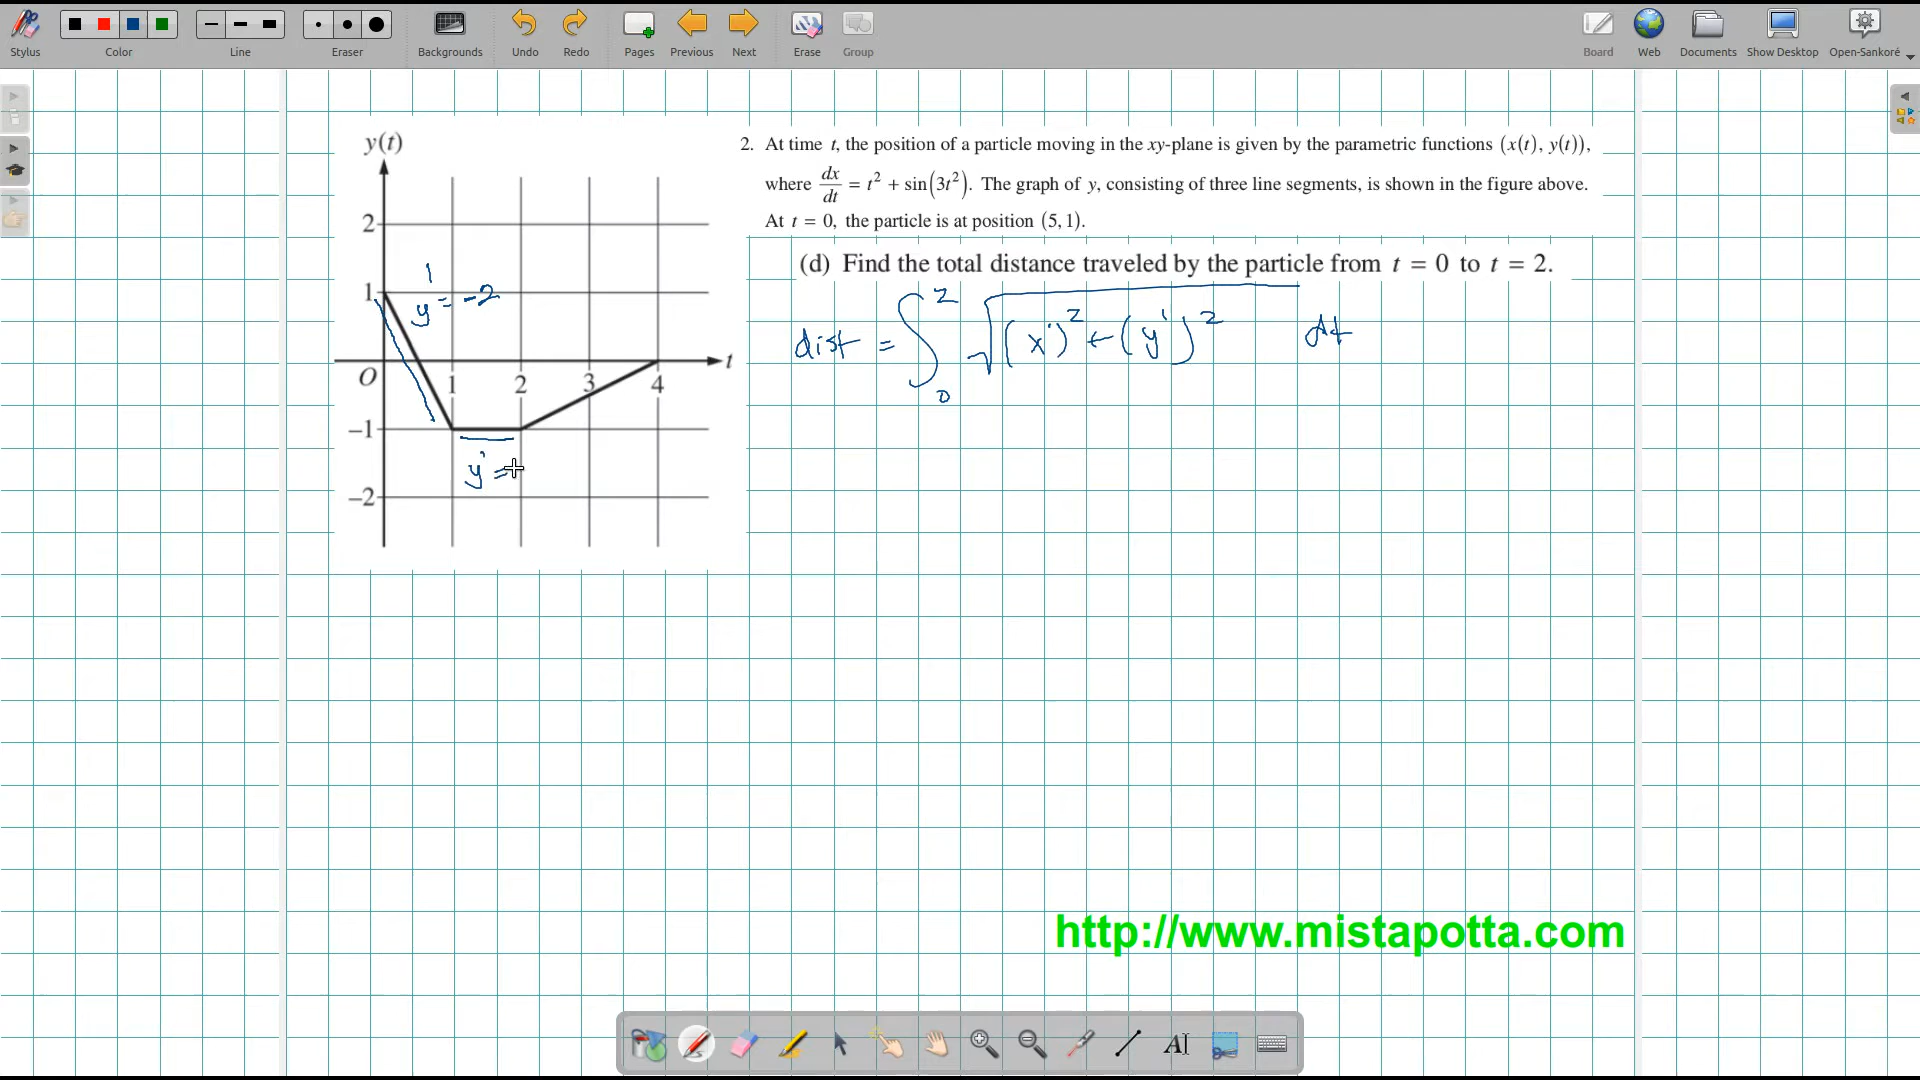 Stylus
Color
Line
Eraser
Backgrounds
Undo
Redo
Pages
Previous
Next
Erase
Group
Board
Web
Documents
Show Desktop
Open-Sankoré
y(t)
2
1
O
1 2 3 4
t
−1
−2
y' = -2
y' =
2. At time t, the position of a particle moving in the xy-plane is given by the parametric functions (x(t), y(t)),
where dx/dt = t² + sin(3t²). The graph of y, consisting of three line segments, is shown in the figure above.
At t = 0, the particle is at position (5, 1).
(d) Find the total distance traveled by the particle from t = 0 to t = 2.
dist = ∫₀² √((x')² + (y')²) dt
http://www.mistapotta.com
AI